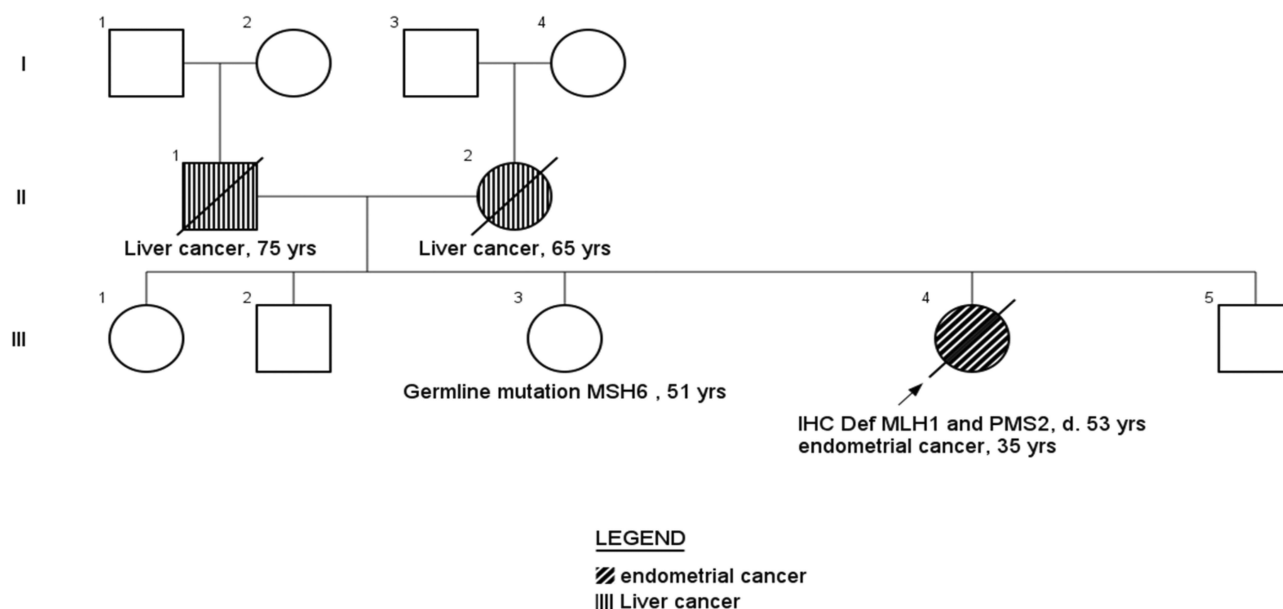 1 2 3 4
I
1 2
II
Liver cancer, 75 yrs Liver cancer, 65 yrs
1 2 3 4 5
III
Germline mutation MSH6 , 51 yrs
IHC Def MLH1 and PMS2, d. 53 yrs
endometrial cancer, 35 yrs
LEGEND
endometrial cancer
Liver cancer